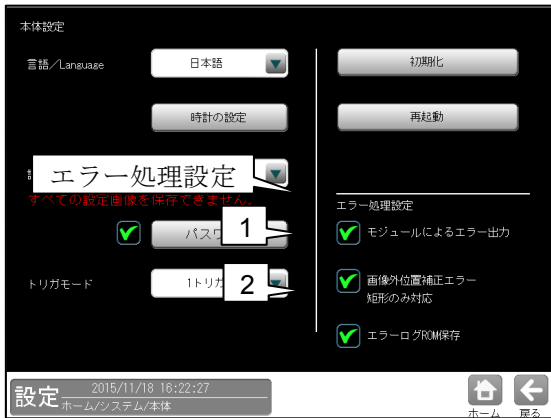 本体設定
言語/Language
日本語
初期化
時計の設定
再起動
エラー処理設定
すべての設定画像を保存できません。
エラー処理設定
パスワ
1
モジュールによるエラー出力
トリガモード
1トリガ
2
画像外位置補正エラー
矩形のみ対応
エラーログROM保存
設定
2015/11/18 16:22:27
ホーム/システム/本体
ホーム
戻る